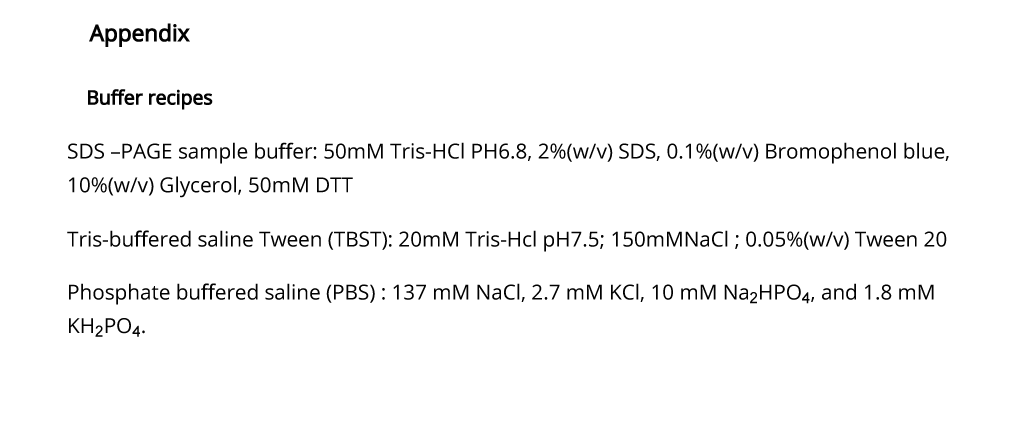 Appendix
Buffer recipes
SDS –PAGE sample buffer: 50mM Tris-HCl PH6.8, 2%(w/v) SDS, 0.1%(w/v) Bromophenol blue,
10%(w/v) Glycerol, 50mM DTT
Tris-buffered saline Tween (TBST): 20mM Tris-Hcl pH7.5; 150mMNaCl ; 0.05%(w/v) Tween 20
Phosphate buffered saline (PBS) : 137 mM NaCl, 2.7 mM KCl, 10 mM Na₂HPO₄, and 1.8 mM
KH₂PO₄.